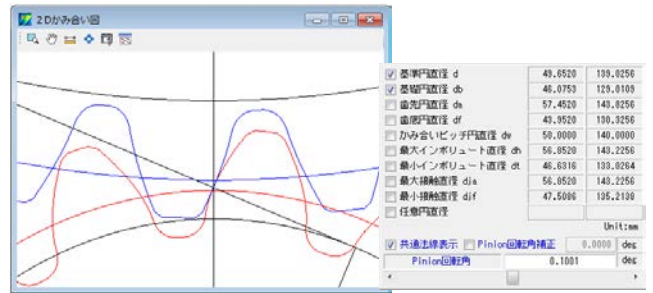 2Dかみ合い図
基準円直径 d 49.6520 139.0256
基礎円直径 db 46.0753 129.0109
歯先円直径 da 57.4520 143.8256
歯底円直径 df 43.9520 130.3256
かみ合いピッチ円直径 dw 50.0000 140.0000
最大インボリュート直径 dh 56.8520 143.2256
最小インボリュート直径 dt 46.6316 133.0264
最大接触直径 dja 56.8520 143.2256
最小接触直径 djf 47.5086 135.2138
任意円直径
Unit:mm
共通法線表示 Pinion回転角補正 0.0000 deg
Pinion回転角 0.1001 deg